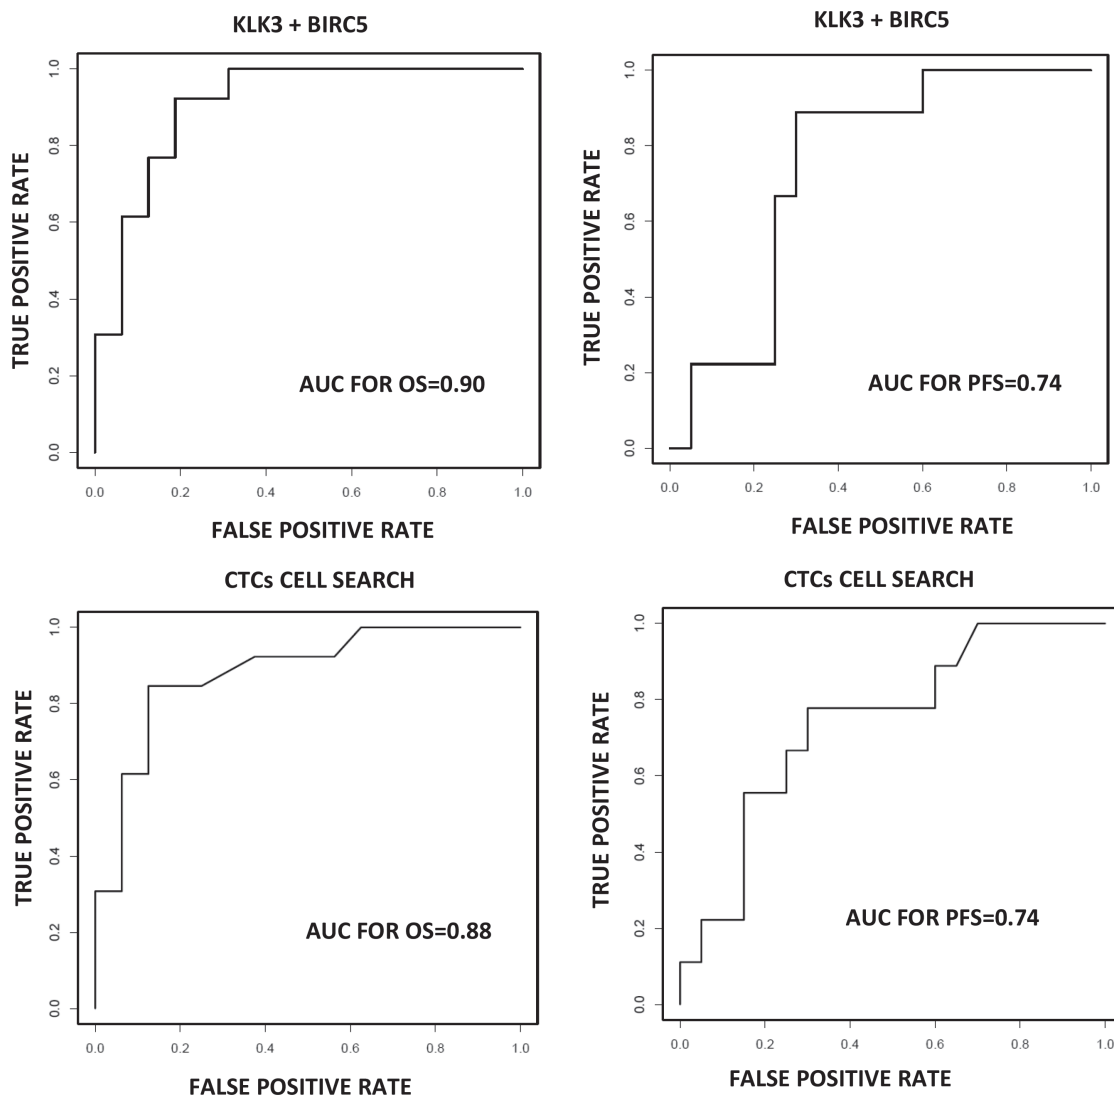 KLK3 + BIRC5
TRUE POSITIVE RATE
1.0
0.8
0.6
0.4
0.2
0.0
AUC FOR OS=0.90
0.0 0.2 0.4 0.6 0.8 1.0
FALSE POSITIVE RATE
KLK3 + BIRC5
TRUE POSITIVE RATE
1.0
0.8
0.6
0.4
0.2
0.0
AUC FOR PFS=0.74
0.0 0.2 0.4 0.6 0.8 1.0
FALSE POSITIVE RATE
CTCs CELL SEARCH
TRUE POSITIVE RATE
1.0
0.8
0.6
0.4
0.2
0.0
AUC FOR OS=0.88
0.0 0.2 0.4 0.6 0.8 1.0
FALSE POSITIVE RATE
CTCs CELL SEARCH
TRUE POSITIVE RATE
1.0
0.8
0.6
0.4
0.2
0.0
AUC FOR PFS=0.74
0.0 0.2 0.4 0.6 0.8 1.0
FALSE POSITIVE RATE